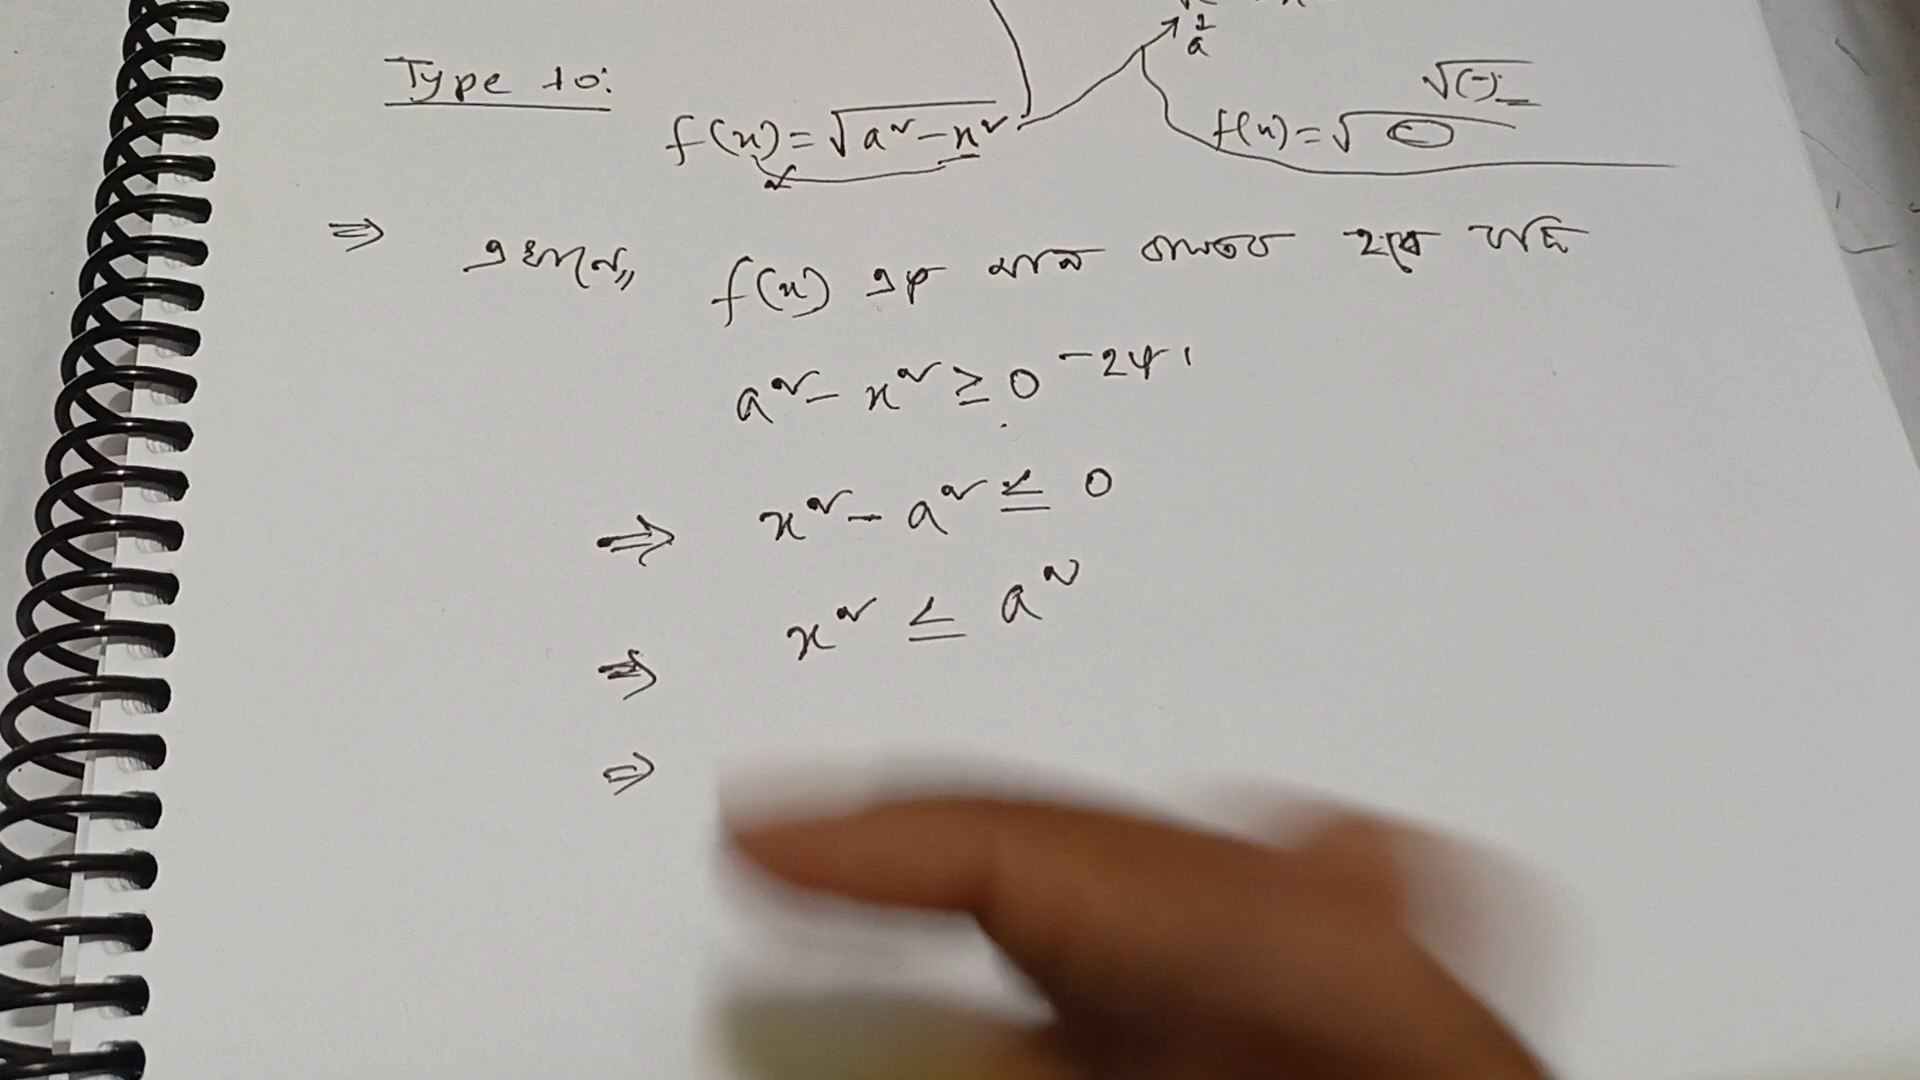 Type 10:
f(x)=√a²-x²
√(-)
f(x)=√
⇒ এখানে, f(x) এর মান বাস্তব হবে যদি
a² - x² ≥ 0 হয়।
⇒ x² - a² ≤ 0
⇒ x² ≤ a²
⇒